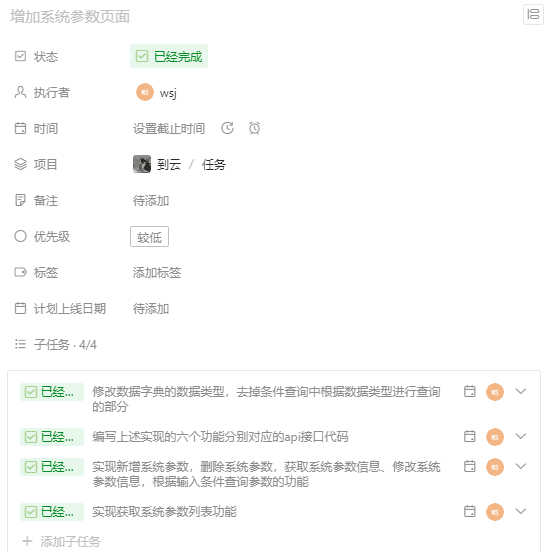 增加系统参数页面
状态 已经完成
执行者 wsj
时间 设置截止时间
项目 到云 / 任务
备注 待添加
优先级 较低
标签 添加标签
计划上线日期 待添加
子任务 · 4/4
已经... 修改数据字典的数据类型，去掉条件查询中根据数据类型进行查询
的部分
已经... 编写上述实现的六个功能分别对应的api接口代码
已经... 实现新增系统参数，删除系统参数，获取系统参数信息、修改系统
参数信息，根据输入条件查询参数的功能
已经... 实现获取系统参数列表功能
添加子任务